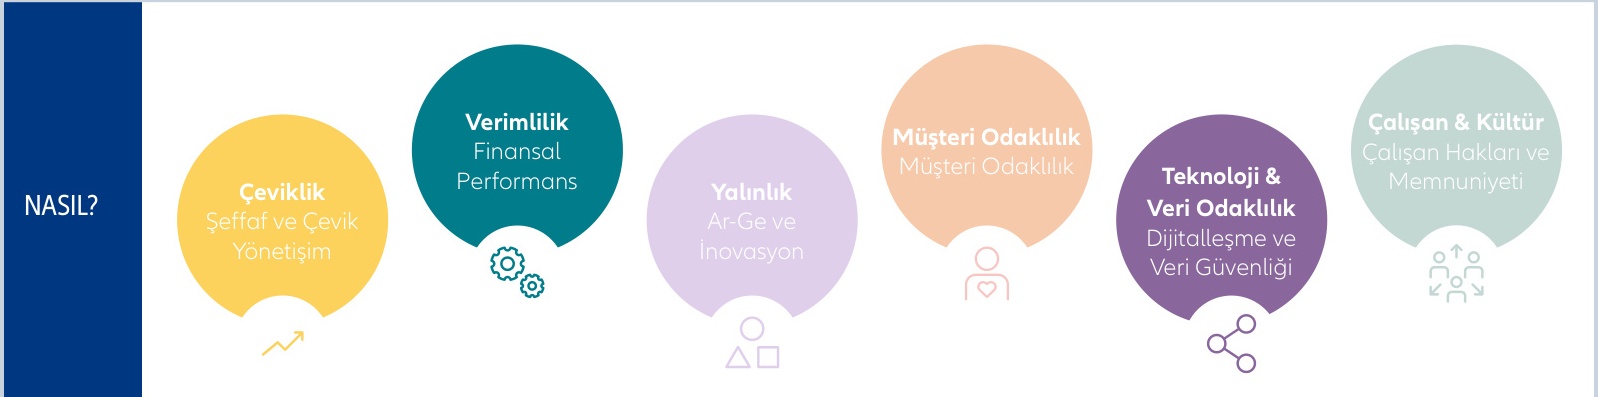 NASIL?
Çeviklik
Şeffaf ve Çevik
Yönetişim
Verimlilik
Finansal
Performans
Yalınlık
Ar-Ge ve
İnovasyon
Müşteri Odaklılık
Müşteri Odaklılık
Teknoloji &
Veri Odaklılık
Dijitalleşme ve
Veri Güvenliği
Çalışan & Kültür
Çalışan Hakları ve
Memnuniyeti